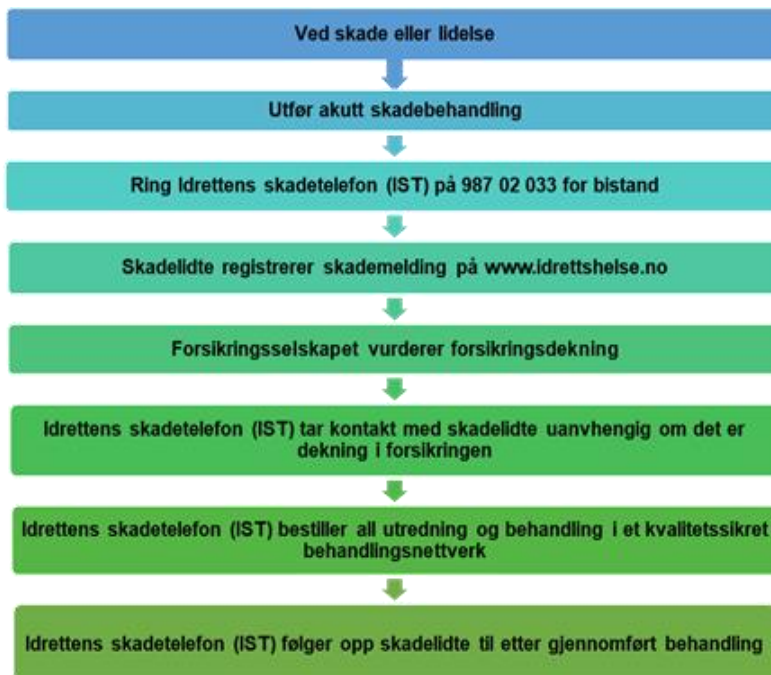 Ved skade eller lidelse
Utfør akutt skadebehandling
Ring Idrettens skadetelefon (IST) på 987 02 033 for bistand
Skadelidte registrerer skademelding på www.idrettshelse.no
Forsikringsselskapet vurderer forsikringsdekning
Idrettens skadetelefon (IST) tar kontakt med skadelidte uanvhengig om det er
dekning i forsikringen
Idrettens skadetelefon (IST) bestiller all utredning og behandling i et kvalitetssikret
behandlingsnettverk
Idrettens skadetelefon (IST) følger opp skadelidte til etter gjennomført behandling